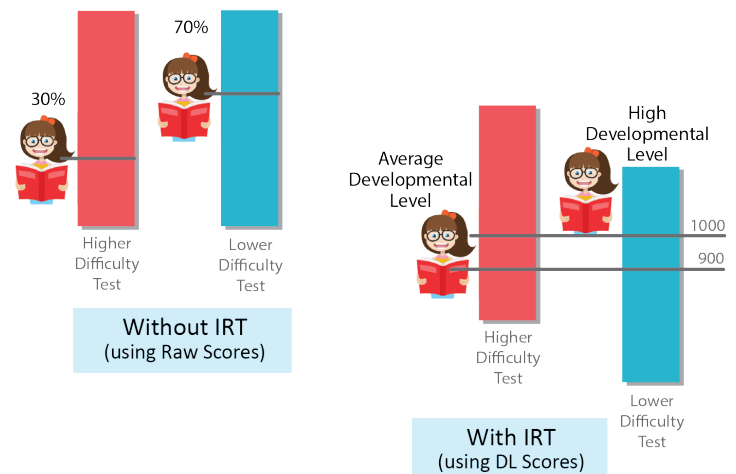 70%
30%
Higher
Difficulty
Test
Lower
Difficulty
Test
Without IRT
(using Raw Scores)
High
Developmental
Level
Average
Developmental
Level
1000
900
Higher
Difficulty
Test
Lower
Difficulty
Test
With IRT
(using DL Scores)